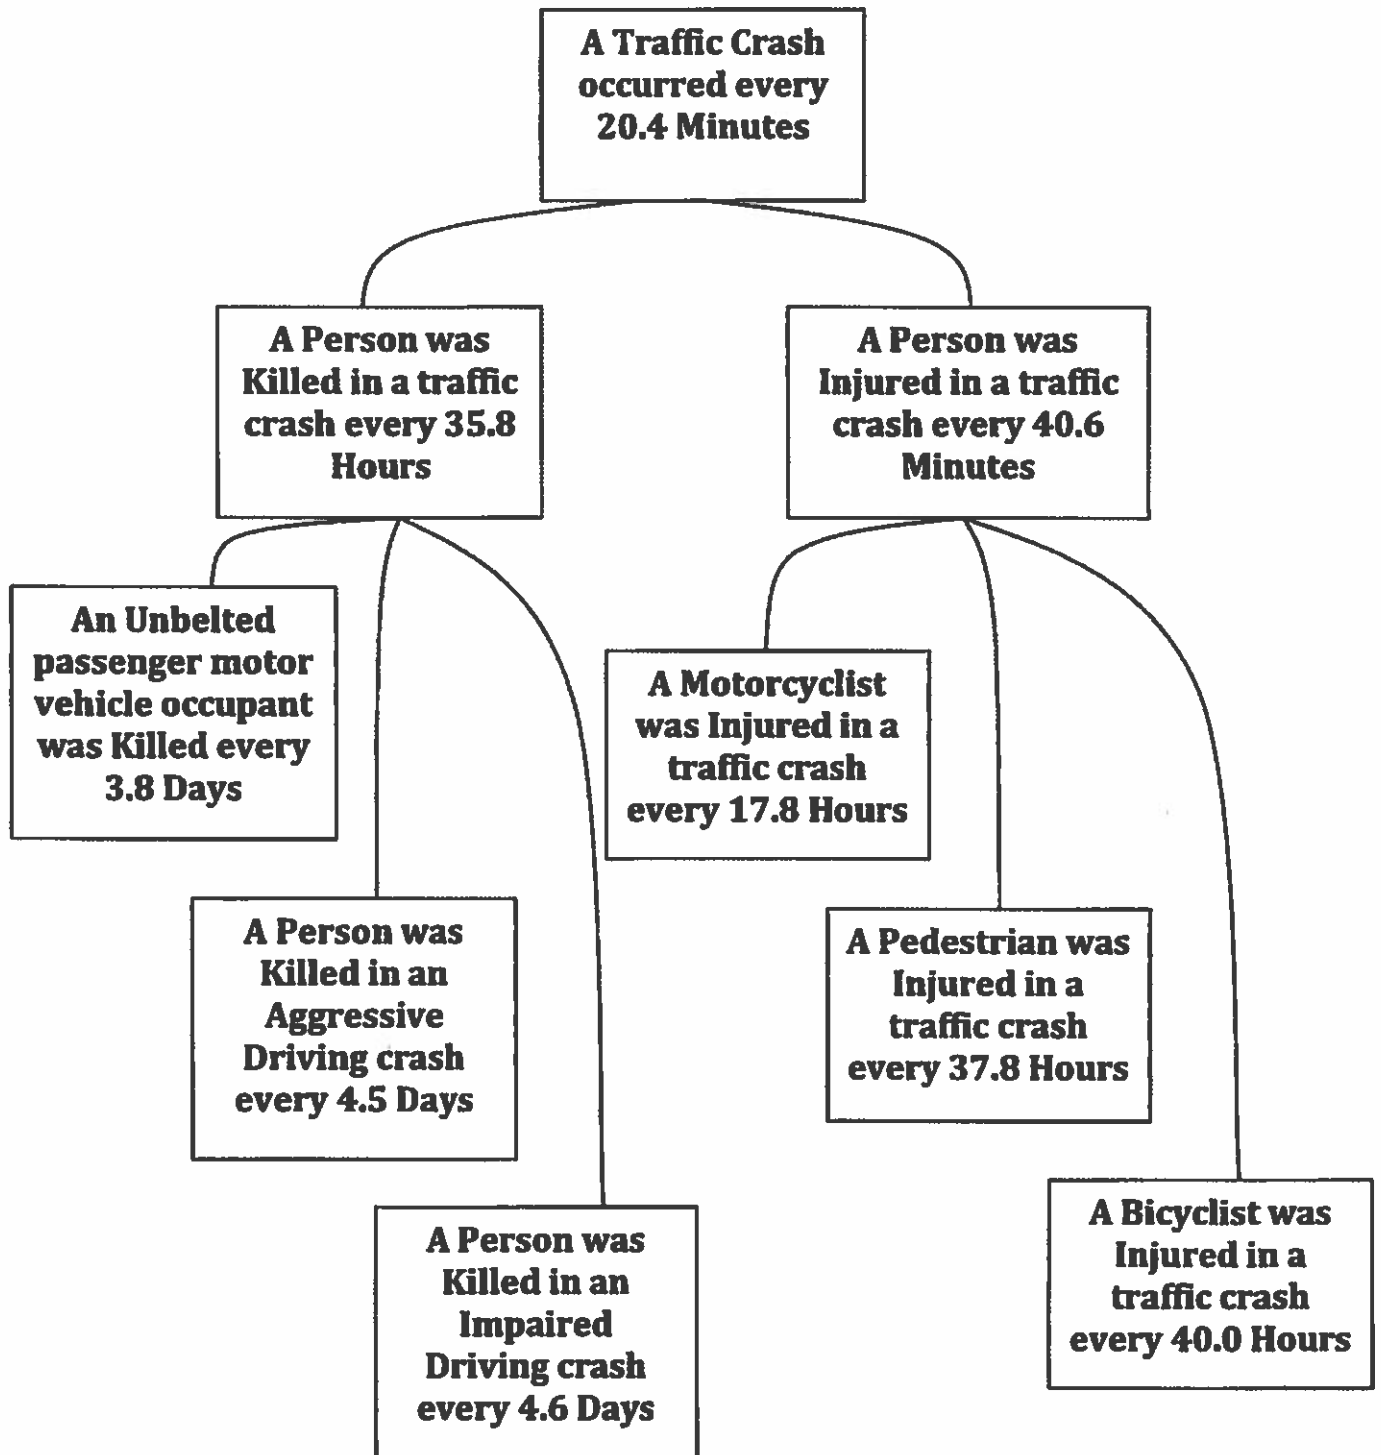 A Traffic Crash
occurred every
20.4 Minutes
A Person was
Killed in a traffic
crash every 35.8
Hours
A Person was
Injured in a traffic
crash every 40.6
Minutes
An Unbelted
passenger motor
vehicle occupant
was Killed every
3.8 Days
A Motorcyclist
was Injured in a
traffic crash
every 17.8 Hours
A Person was
Killed in an
Aggressive
Driving crash
every 4.5 Days
A Pedestrian was
Injured in a
traffic crash
every 37.8 Hours
A Person was
Killed in an
Impaired
Driving crash
every 4.6 Days
A Bicyclist was
Injured in a
traffic crash
every 40.0 Hours